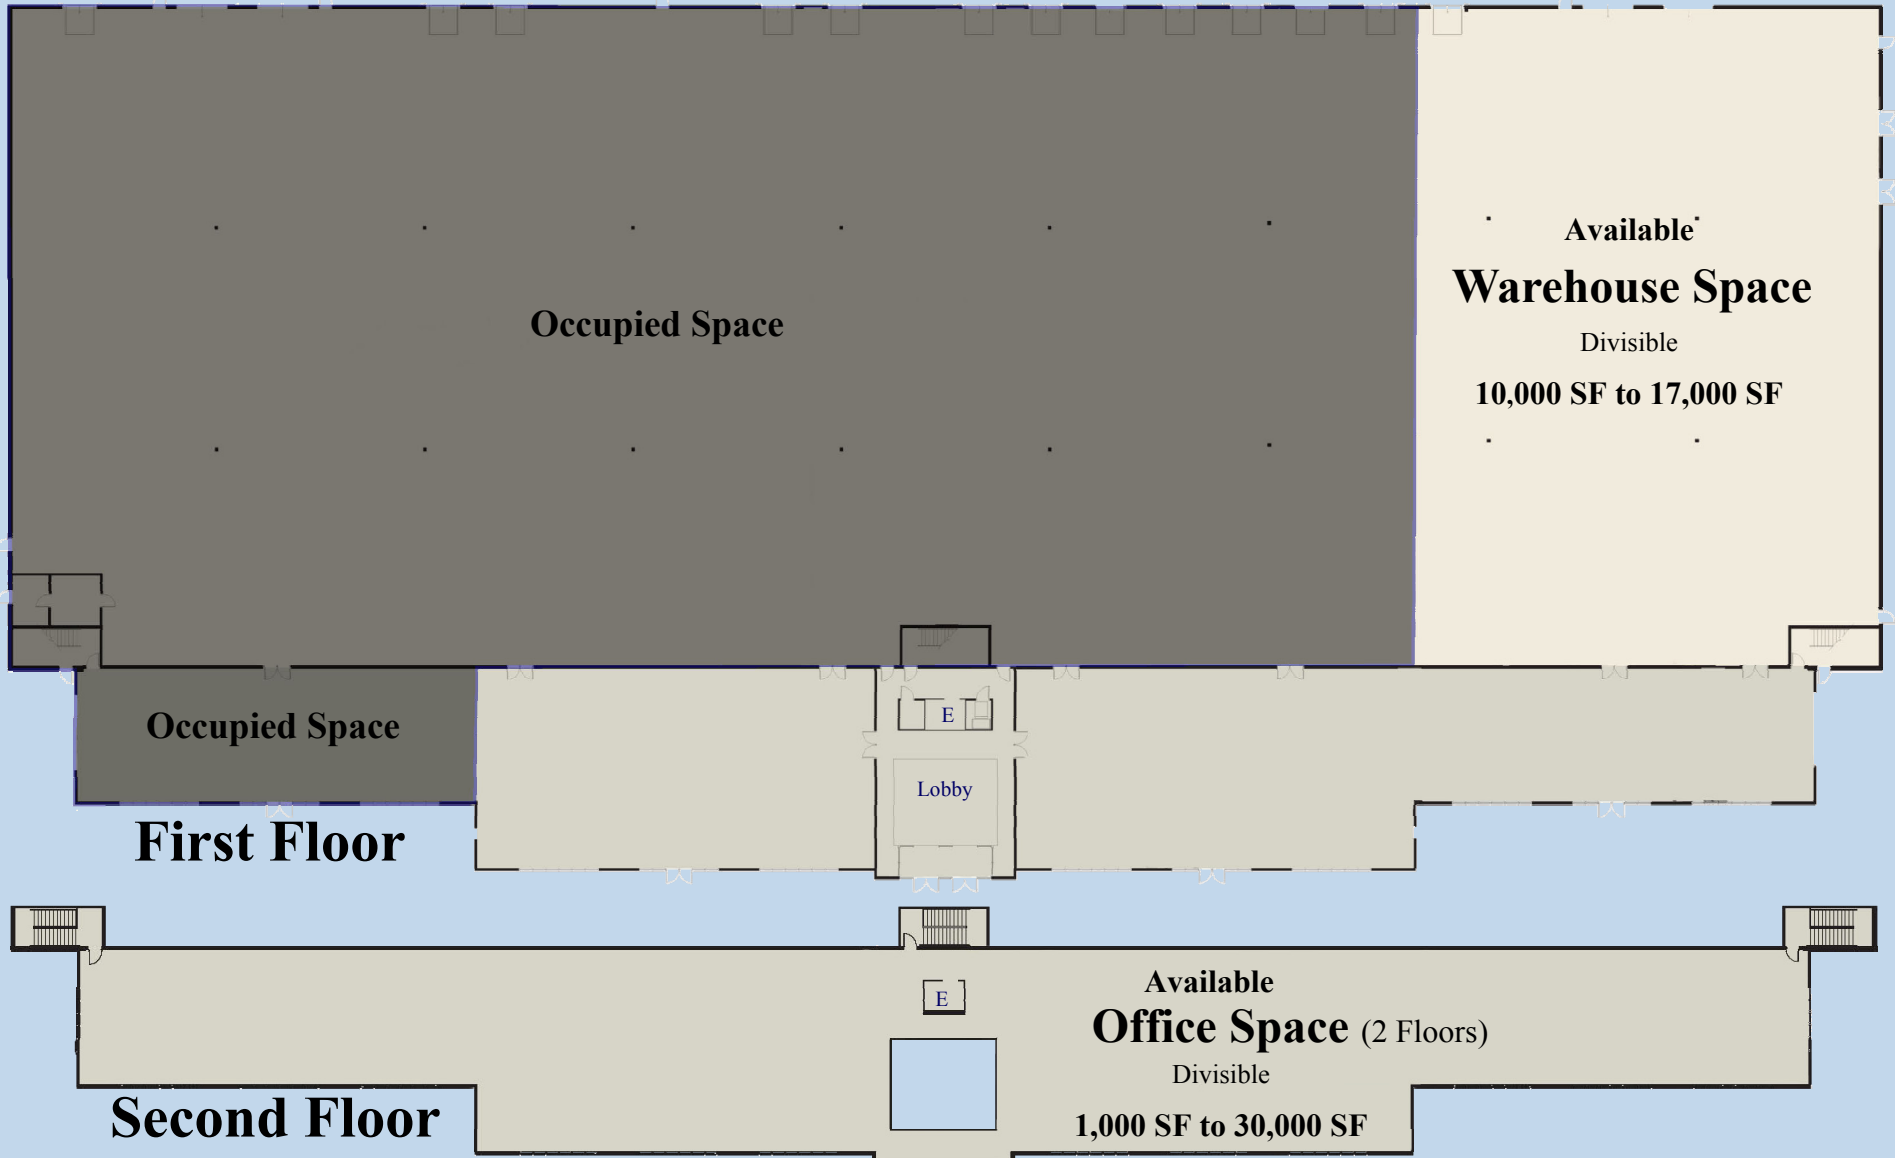 Available
Warehouse Space
Divisible
10,000 SF to 17,000 SF
Occupied Space
Occupied Space
E
Lobby
First Floor
Available
E
Office Space (2 Floors)
Divisible
Second Floor
1,000 SF to 30,000 SF